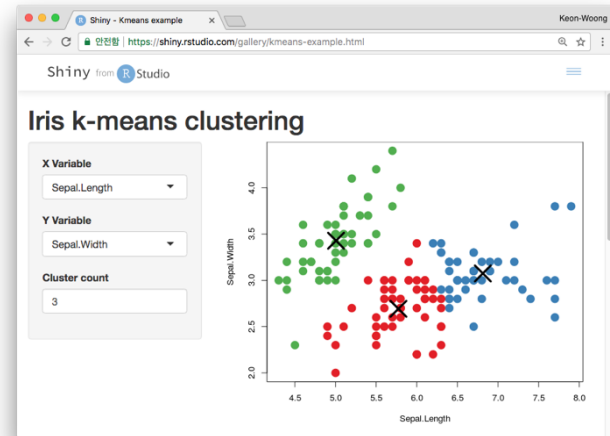 Shiny - Kmeans example
Keon-Woong
안전함 | https://shiny.rstudio.com/gallery/kmeans-example.html
Shiny from R Studio
Iris k-means clustering
X Variable
Sepal.Length
Y Variable
Sepal.Width
Cluster count
3
Sepal.Width
4.0
3.5
3.0
2.5
2.0
4.5 5.0 5.5 6.0 6.5 7.0 7.5 8.0
Sepal.Length